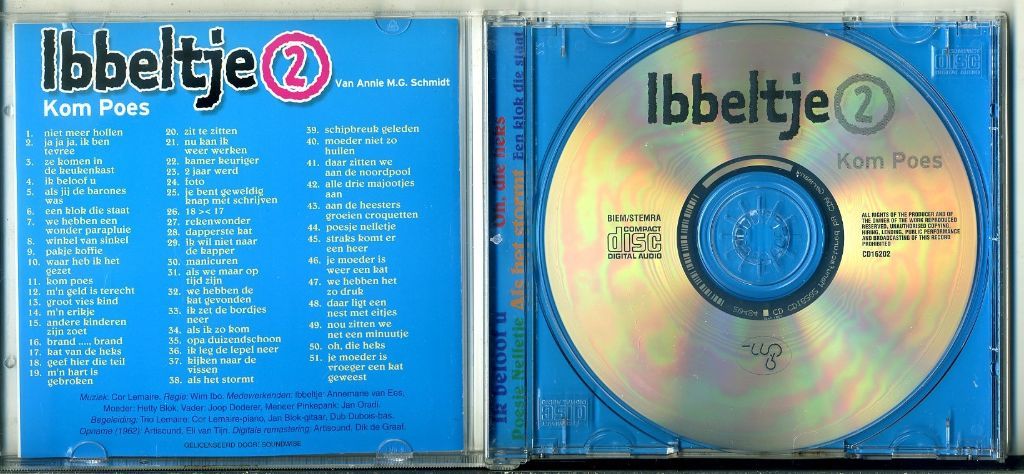 Ibbeltje 2
Van Annie M.G. Schmidt
Kom Poes
1. niet meer hollen
2. ja ja ja, ik ben
tevree
3. ze komen in
de keukenkast
4. ik beloof u
5. als jij de barones
was
6. een klok die staat
7. we hebben een
wonder parapluie
8. winkel van sinkel
9. pakje koffie
10. waar heb ik het
gezet
11. kom poes
12. m'n geld is terecht
13. groot vies kind
14. m'n erikje
15. andere kinderen
zijn zoet
16. brand ..... brand
17. kat van de heks
18. geef hier die teil
19. m'n hart is
gebroken
20. zit te zitten
21. nu kan ik
weer werken
22. kamer keuriger
23. 2 jaar werd
24. foto
25. je bent geweldig
knap met schrijven
26. 18 >< 17
27. rekenwonder
28. dapperste kat
29. ik wil niet naar
de kapper
30. manicuren
31. als we maar op
tijd zijn
32. we hebben de
kat gevonden
33. ik zet de bordjes
neer
34. als ik zo kom
35. opa duizendschoon
36. ik leg de lepel neer
37. kijken naar de
vissen
38. als het stormt
39. schipbreuk geleden
40. moeder niet zo
huilen
41. daar zitten we
aan de noordpool
42. alle drie majootjes
aan
43. aan de heesters
groeien croquetten
44. poesje nelletje
45. straks komt er
een heer
46. je moeder is
weer een kat
47. we hebben het
zo druk
48. daar ligt een
nest met eitjes
49. nou zitten we
net een minuutje
50. oh, die heks
51. je moeder is
vroeger een kat
geweest
Muziek: Cor Lemaire. Regie: Wim Ibo. Medewerkenden: Ibbeltje: Annemarie van Ees,
Moeder: Hetty Blok, Vader: Joop Doderer, Meneer Pinkepank: Jan Oradi.
Begeleiding: Trio Lemaire: Cor Lemaire-piano, Jan Blok-gitaar, Dub Dubois-bas.
Opname (1962): Artisound, Eli van Tijn. Digitale remastering: Artisound, Dik de Graaf.
GELICENSEERD DOOR: SOUNDWISE
Ik beloof u
Oh, die heks
Poesje Nelletje Als het stormt Een klok die staat
COMPACT
disc
DIGITAL AUDIO
Ibbeltje 2
Kom Poes
BIEM/STEMRA
COMPACT
disc
DIGITAL AUDIO
ALL RIGHTS OF THE PRODUCER AND OF
THE OWNER OF THE WORK REPRODUCED
RESERVED, UNAUTHORISED COPYING,
HIRING, LENDING, PUBLIC PERFORMANCE
AND BROADCASTING OF THIS RECORD
PROHIBITED
CD16202
disc